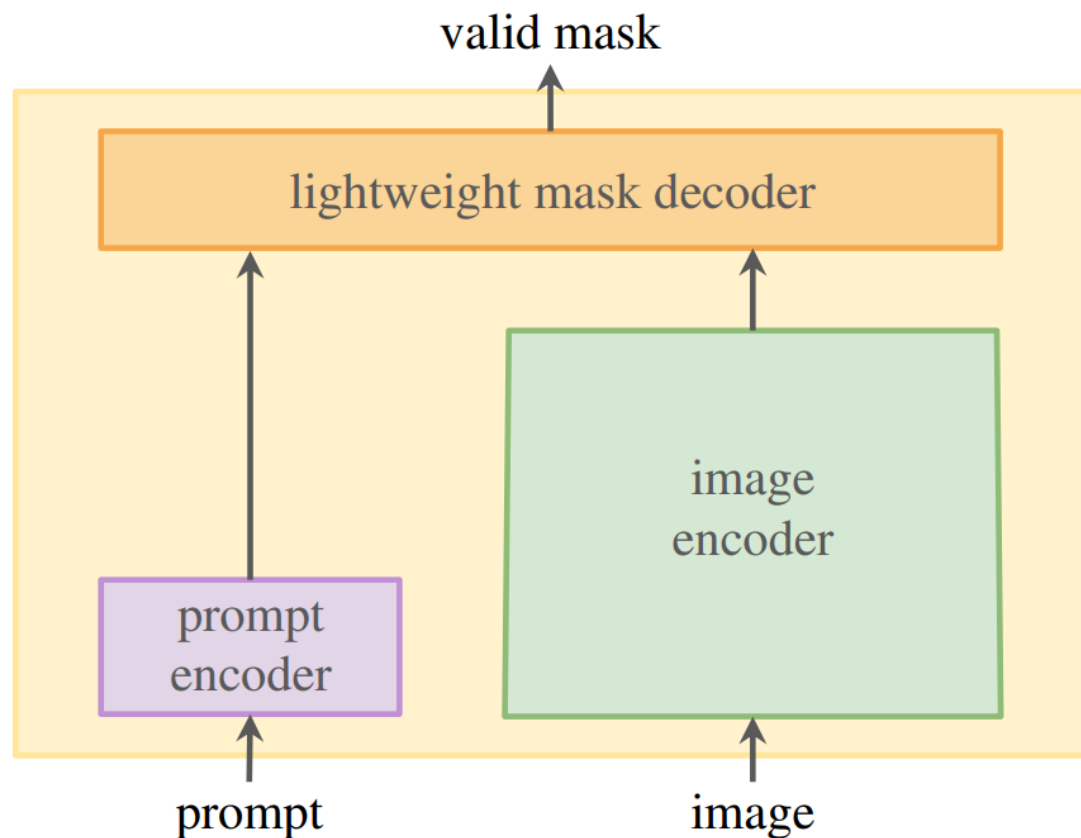 valid mask
lightweight mask decoder
image
encoder
prompt
encoder
prompt
image